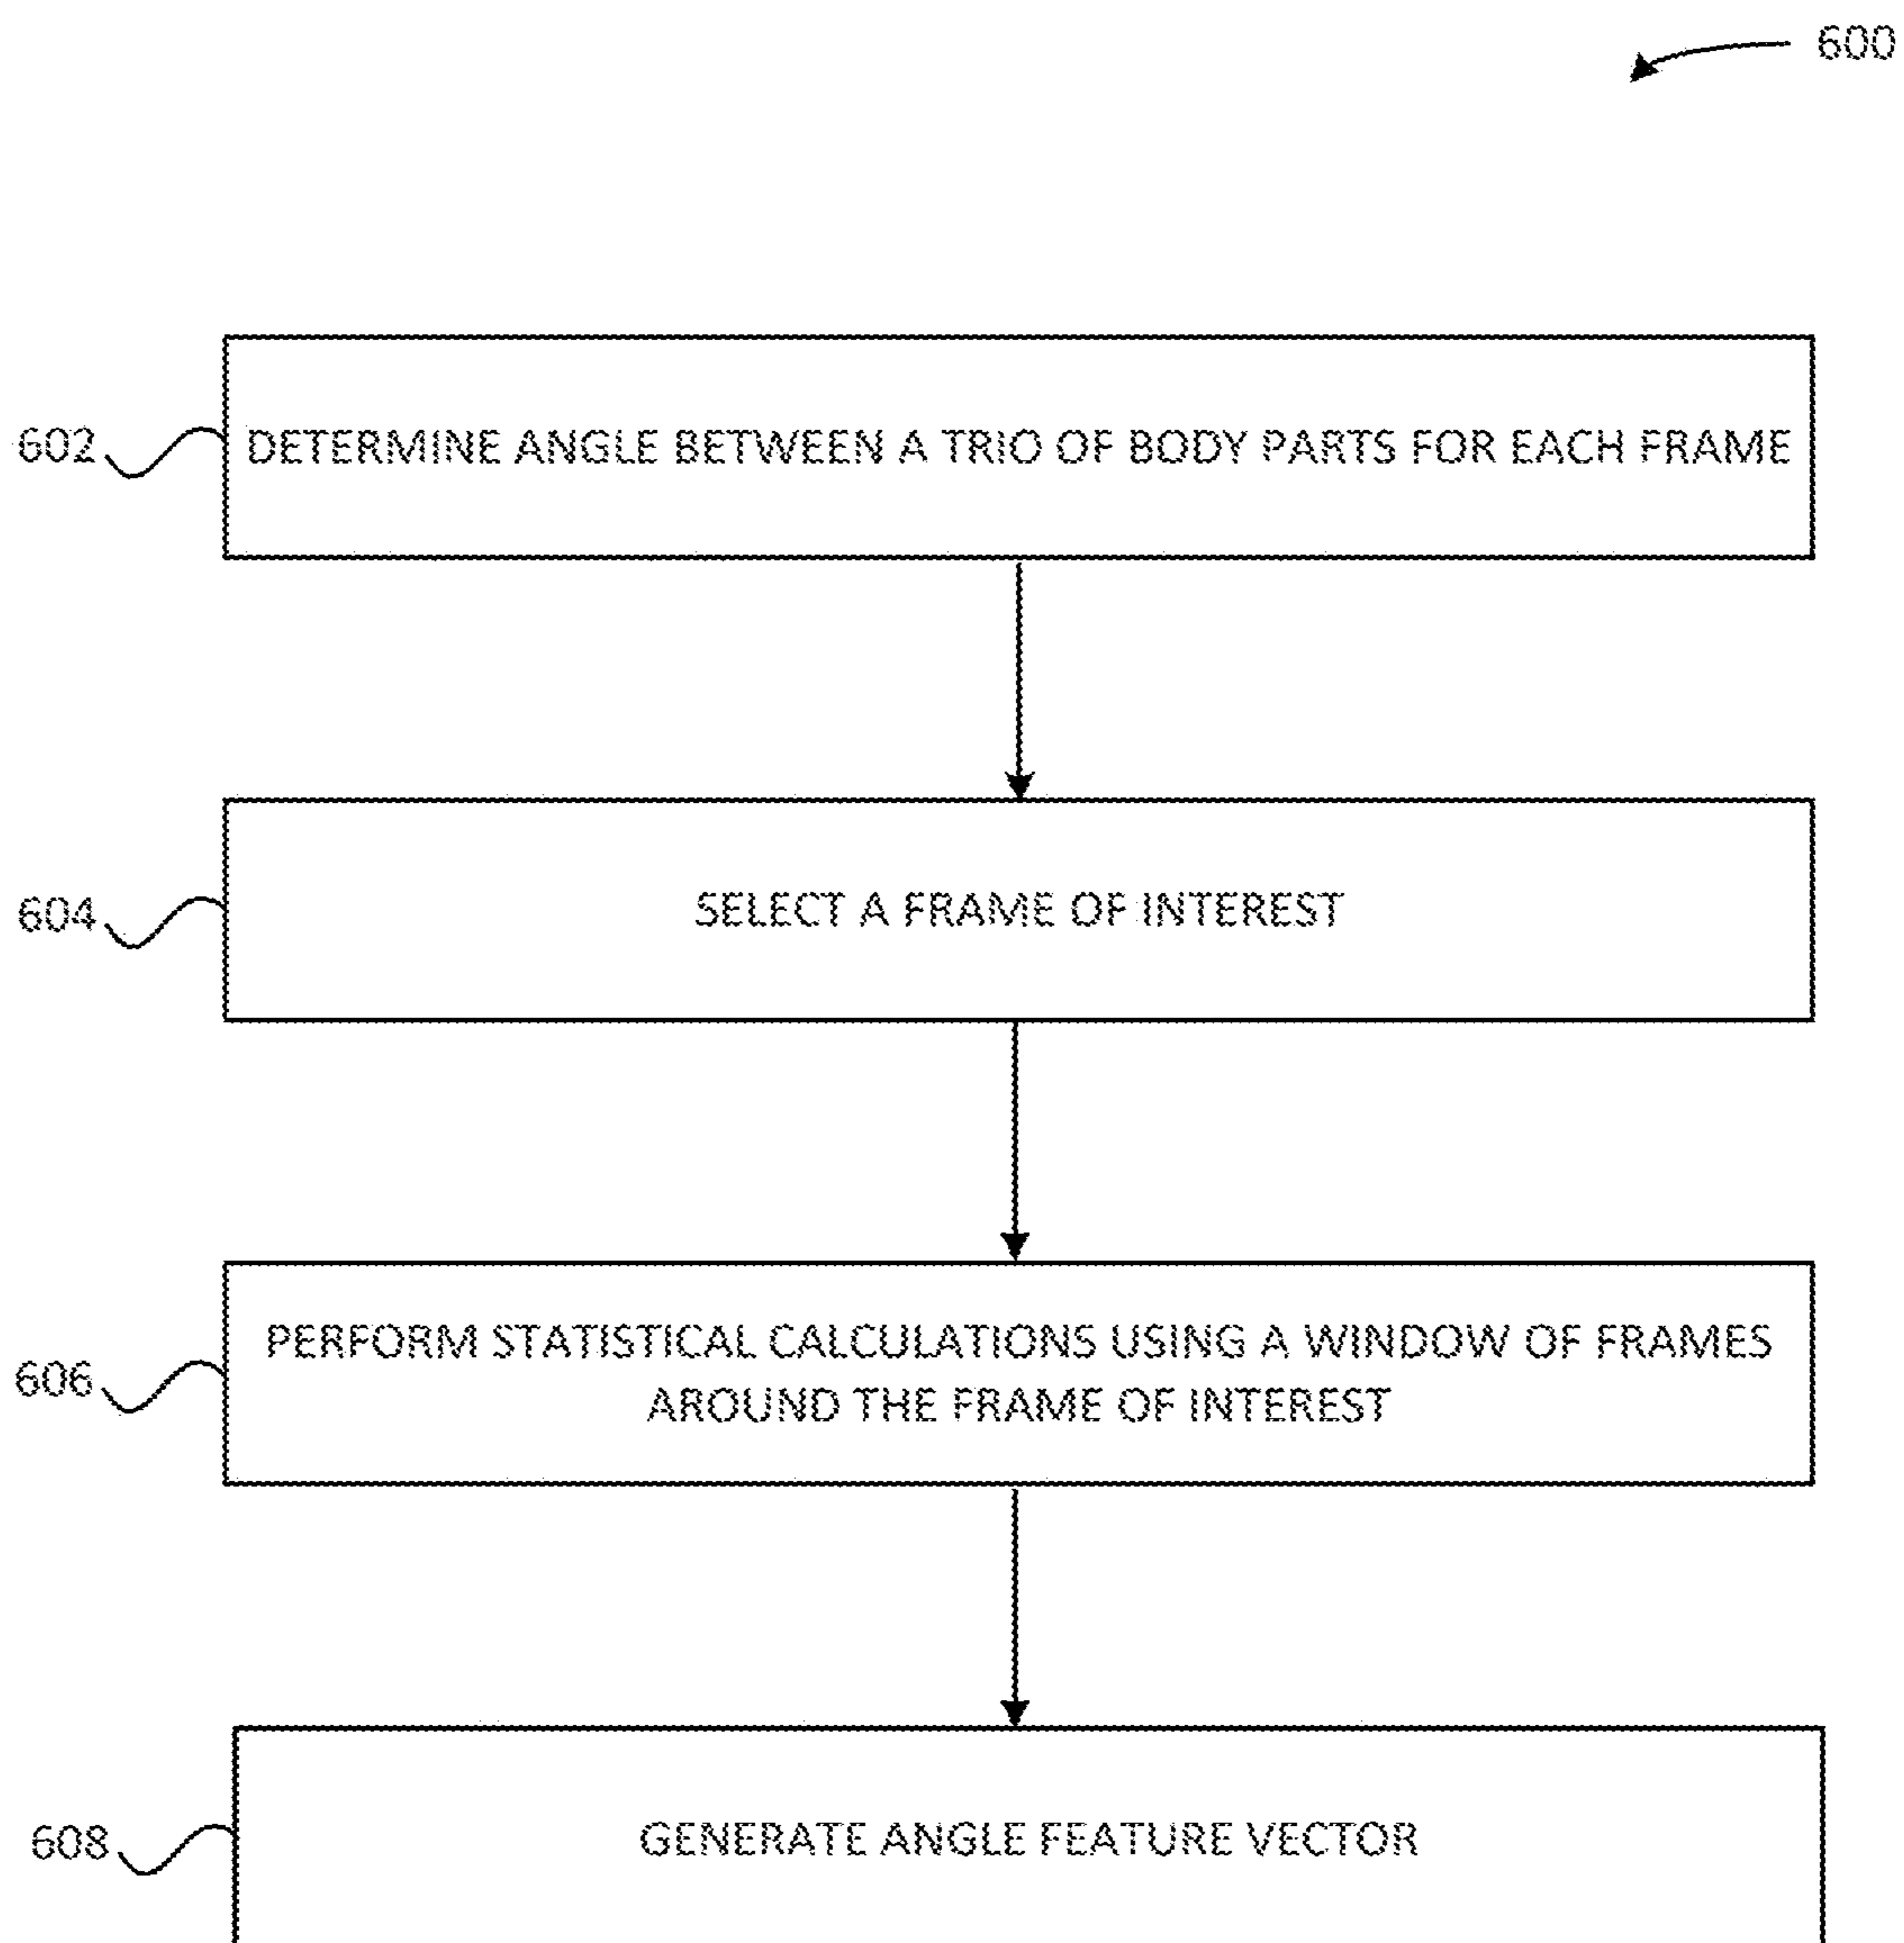 600
602
DETERMINE ANGLE BETWEEN A TRIO OF BODY PARTS FOR EACH FRAME
604
SELECT A FRAME OF INTEREST
606
PERFORM STATISTICAL CALCULATIONS USING A WINDOW OF FRAMES
AROUND THE FRAME OF INTEREST
608
GENERATE ANGLE FEATURE VECTOR